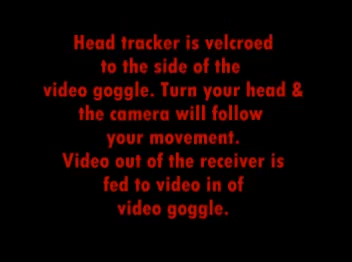 Head tracker is velcroed
to the side of the
video goggle. Turn your head &
the camera will follow
your movement.
Video out of the receiver is
fed to video in of
video goggle.